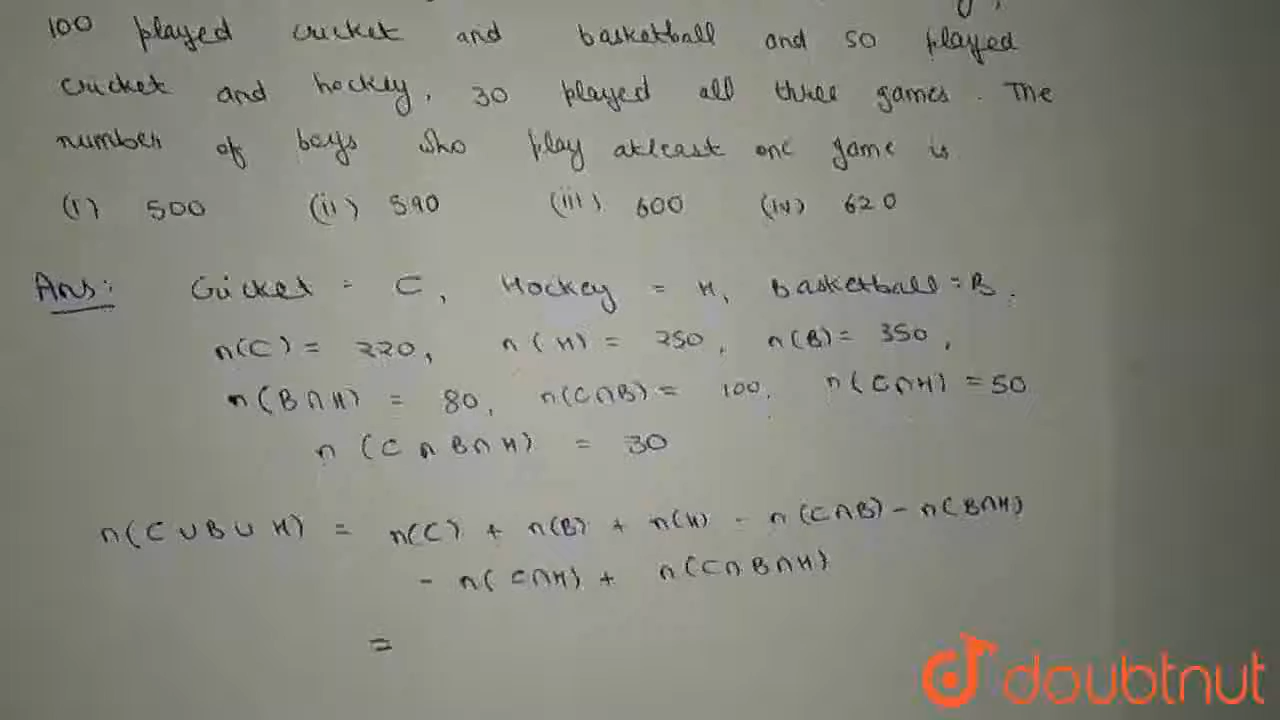 100 played cricket and basketball and 50 played
cricket and hockey, 30 played all three games. The
number of boys who play atleast one game is
(i) 500 (ii) 590 (iii) 600 (iv) 620
Ans: Cricket = C, Hockey = H, Basketball = B.
n(C) = 220, n(H) = 250, n(B) = 350,
n(B∩H) = 80, n(C∩B) = 100, n(C∩H) = 50
n(C∩B∩H) = 30
n(C∪B∪H) = n(C) + n(B) + n(H) - n(C∩B) - n(B∩H)
- n(C∩H) + n(C∩B∩H)
=
doubtnut